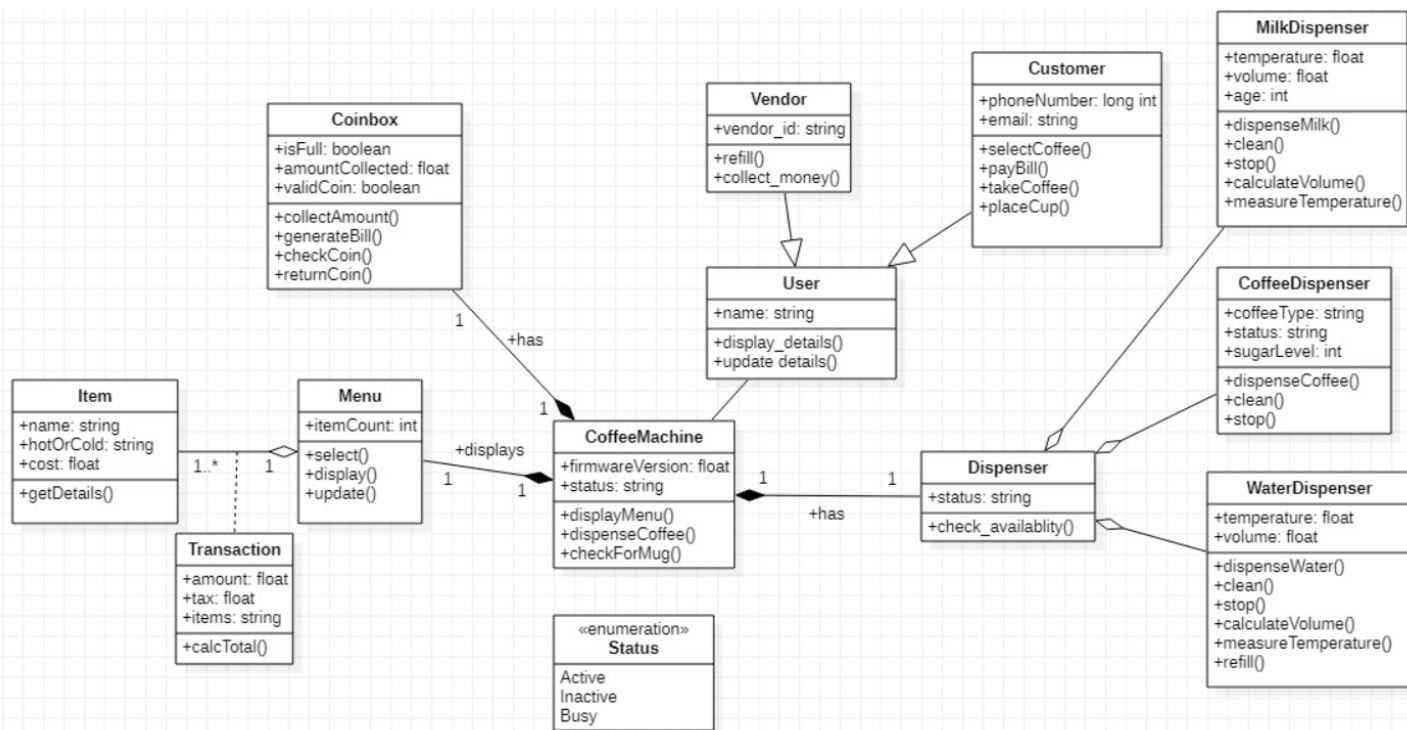 MilkDispenser
+temperature: float
+volume: float
+age: int
+dispenseMilk()
+clean()
+stop()
+calculateVolume()
+measureTemperature()
Customer
+phoneNumber: long int
+email: string
+selectCoffee()
+payBill()
+takeCoffee()
+placeCup()
Vendor
+vendor_id: string
+refill()
+collect_money()
Coinbox
+isFull: boolean
+amountCollected: float
+validCoin: boolean
+collectAmount()
+generateBill()
+checkCoin()
+returnCoin()
User
+name: string
+display_details()
+update details()
CoffeeDispenser
+coffeeType: string
+status: string
+sugarLevel: int
+dispenseCoffee()
+clean()
+stop()
1
+has
1
Item
+name: string
+hotOrCold: string
+cost: float
+getDetails()
1..*
1
Menu
+itemCount: int
+select()
+display()
+update()
+displays
1
1
CoffeeMachine
+firmwareVersion: float
+status: string
+displayMenu()
+dispenseCoffee()
+checkForMug()
1
1
+has
Dispenser
+status: string
+check_availablity()
WaterDispenser
+temperature: float
+volume: float
+dispenseWater()
+clean()
+stop()
+calculateVolume()
+measureTemperature()
+refill()
Transaction
+amount: float
+tax: float
+items: string
+calcTotal()
«enumeration»
Status
Active
Inactive
Busy